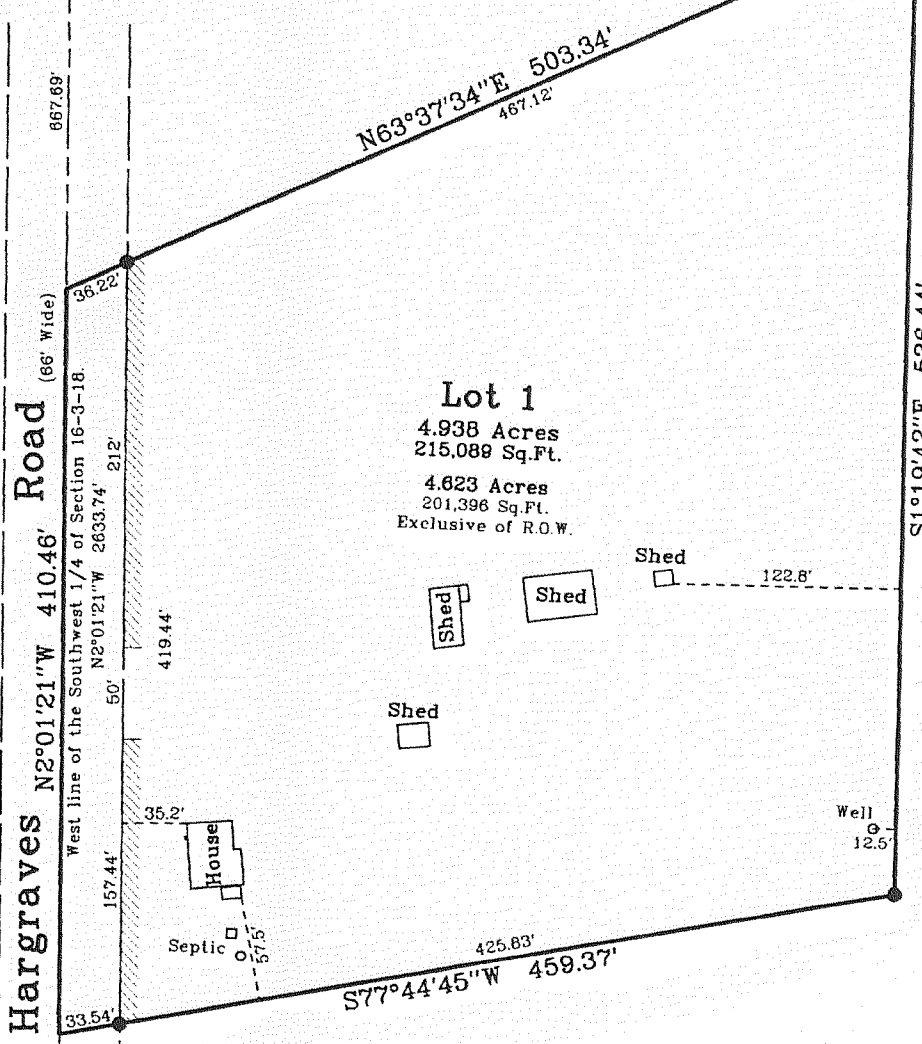 667.69'
N63°37'34"E 503.34'
467.12'
36.22'
Hargraves Road (66' Wide)
N2°01'21"W 410.46'
West line of the Southwest 1/4 of Section 16-3-18.
N2°01'21"W 2633.74'
212'
50'
157.44'
419.44'
Lot 1
4.938 Acres
215,089 Sq.Ft.
4.623 Acres
201,396 Sq.Ft.
Exclusive of R.O.W.
Shed
Shed
Shed
122.8'
Shed
35.2'
House
Septic
57.5'
Well
12.5'
425.83'
S77°44'45"W 459.37'
33.54'